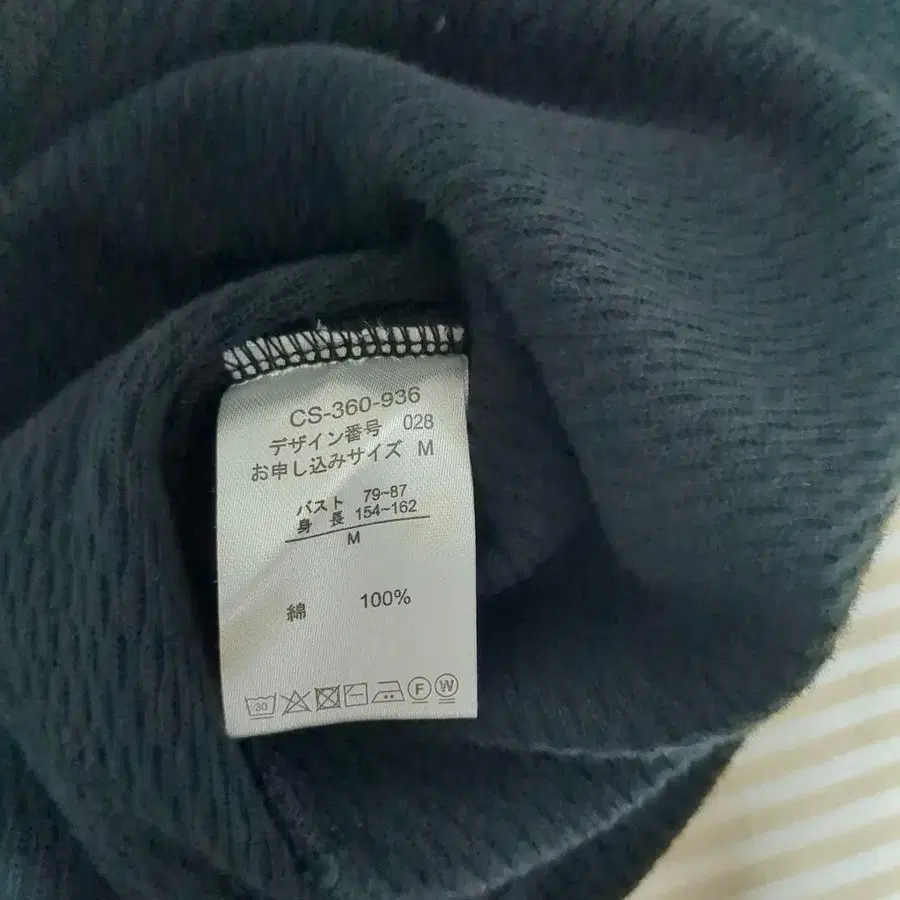 CS-360-936
デザイン番号 028
お申し込みサイズ M
バスト 79~87
身 長 154~162
M
綿 100%
30 F W